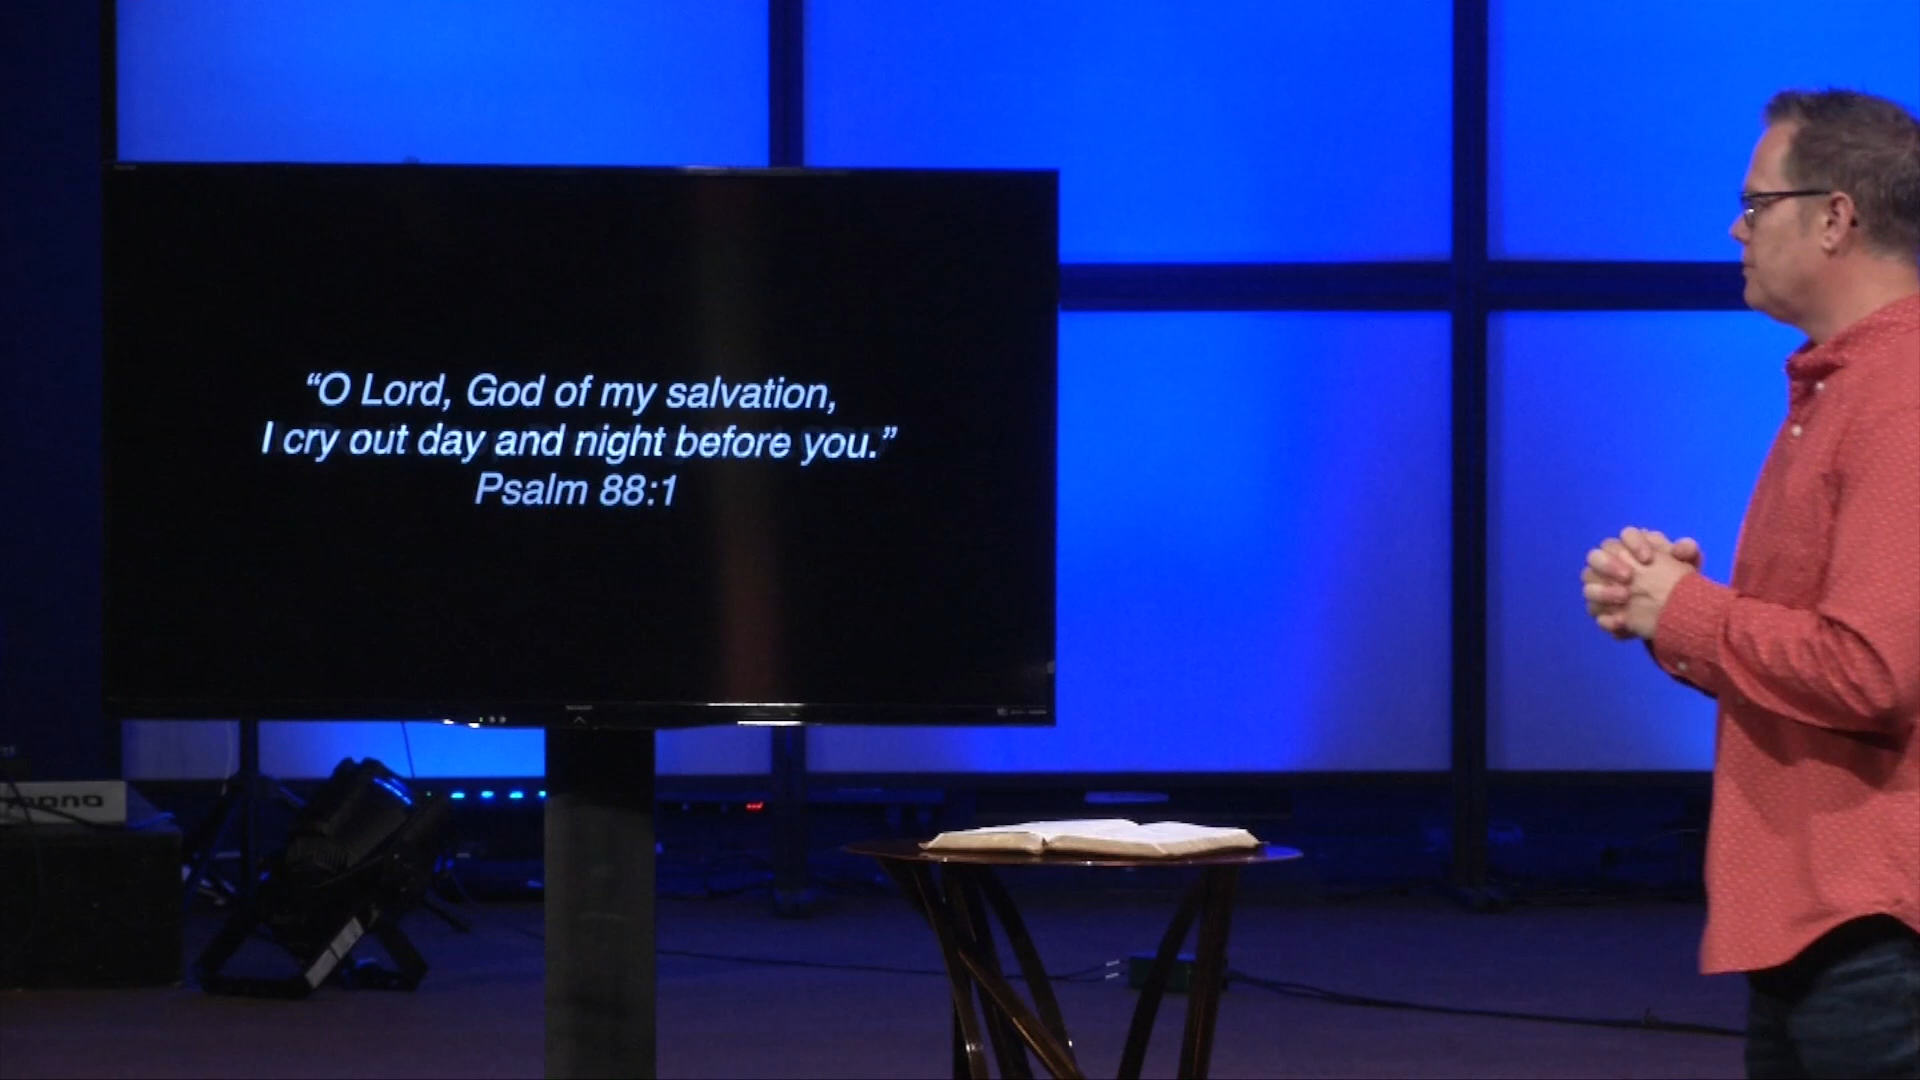 “O Lord, God of my salvation,
I cry out day and night before you.”
Psalm 88:1